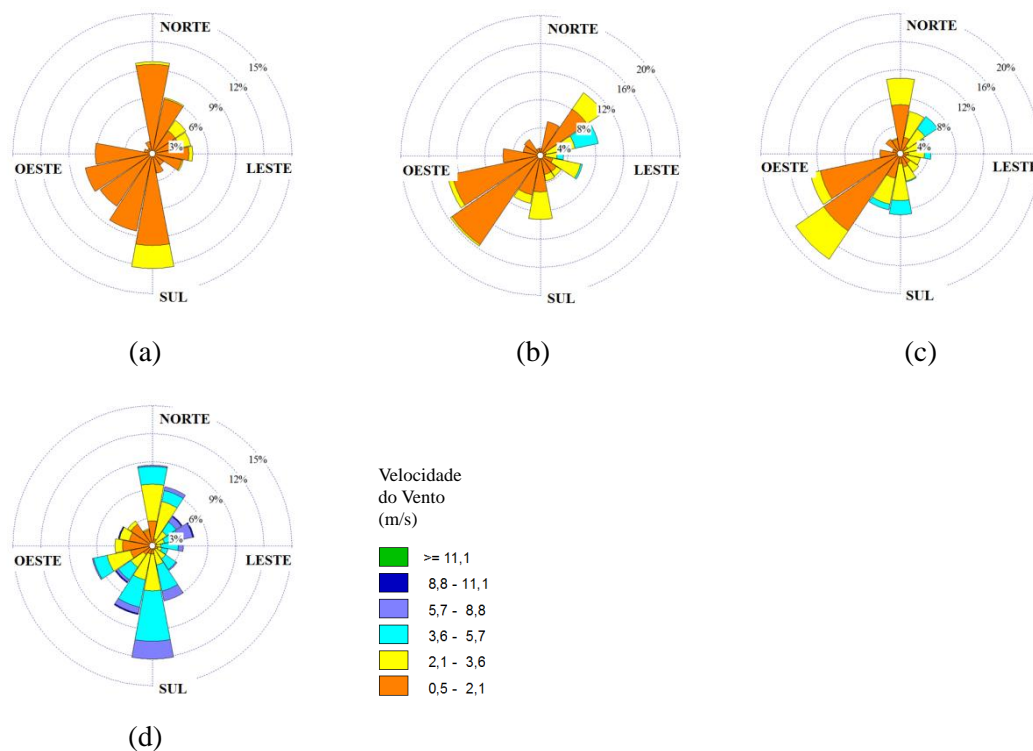 NORTE
15%
12%
9%
6%
3%
OESTE
LESTE
SUL
(a)
NORTE
20%
16%
12%
8%
4%
OESTE
LESTE
SUL
(b)
NORTE
20%
16%
12%
8%
4%
OESTE
LESTE
SUL
(c)
NORTE
15%
12%
9%
6%
3%
OESTE
LESTE
SUL
(d)
Velocidade
do Vento
(m/s)
>= 11,1
8,8 - 11,1
5,7 - 8,8
3,6 - 5,7
2,1 - 3,6
0,5 - 2,1